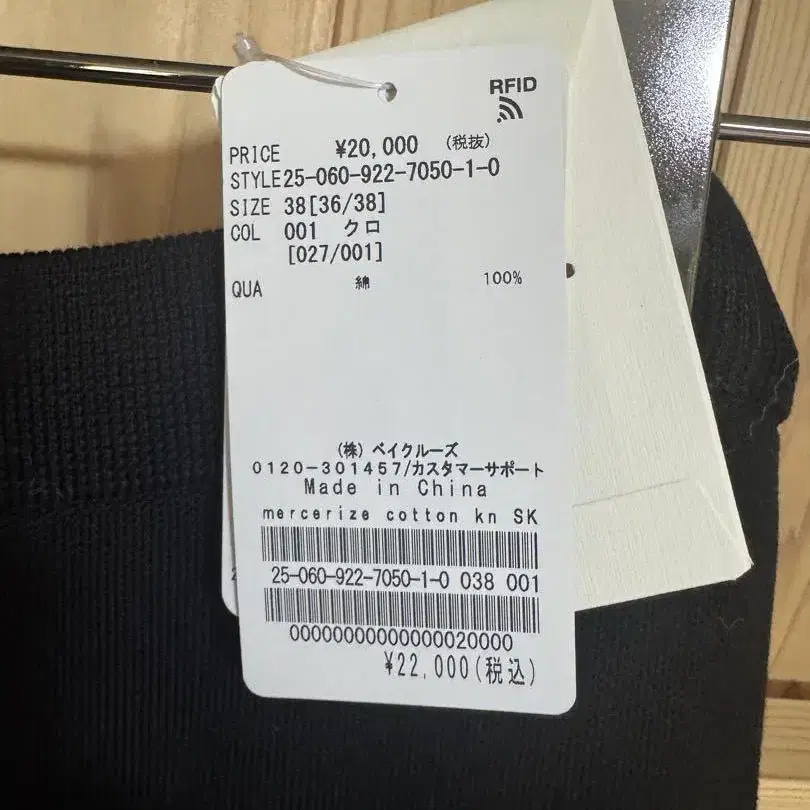 RFID
PRICE ¥20,000 (税抜)
STYLE25-060-922-7050-1-0
SIZE 38[36/38]
COL 001 クロ
[027/001]
QUA 綿 100%
(株) ベイクルーズ
0120-301457/カスタマーサポート
Made in China
mercerize cotton kn SK
25-060-922-7050-1-0 038 001
00000000000000020000
¥22,000(税込)